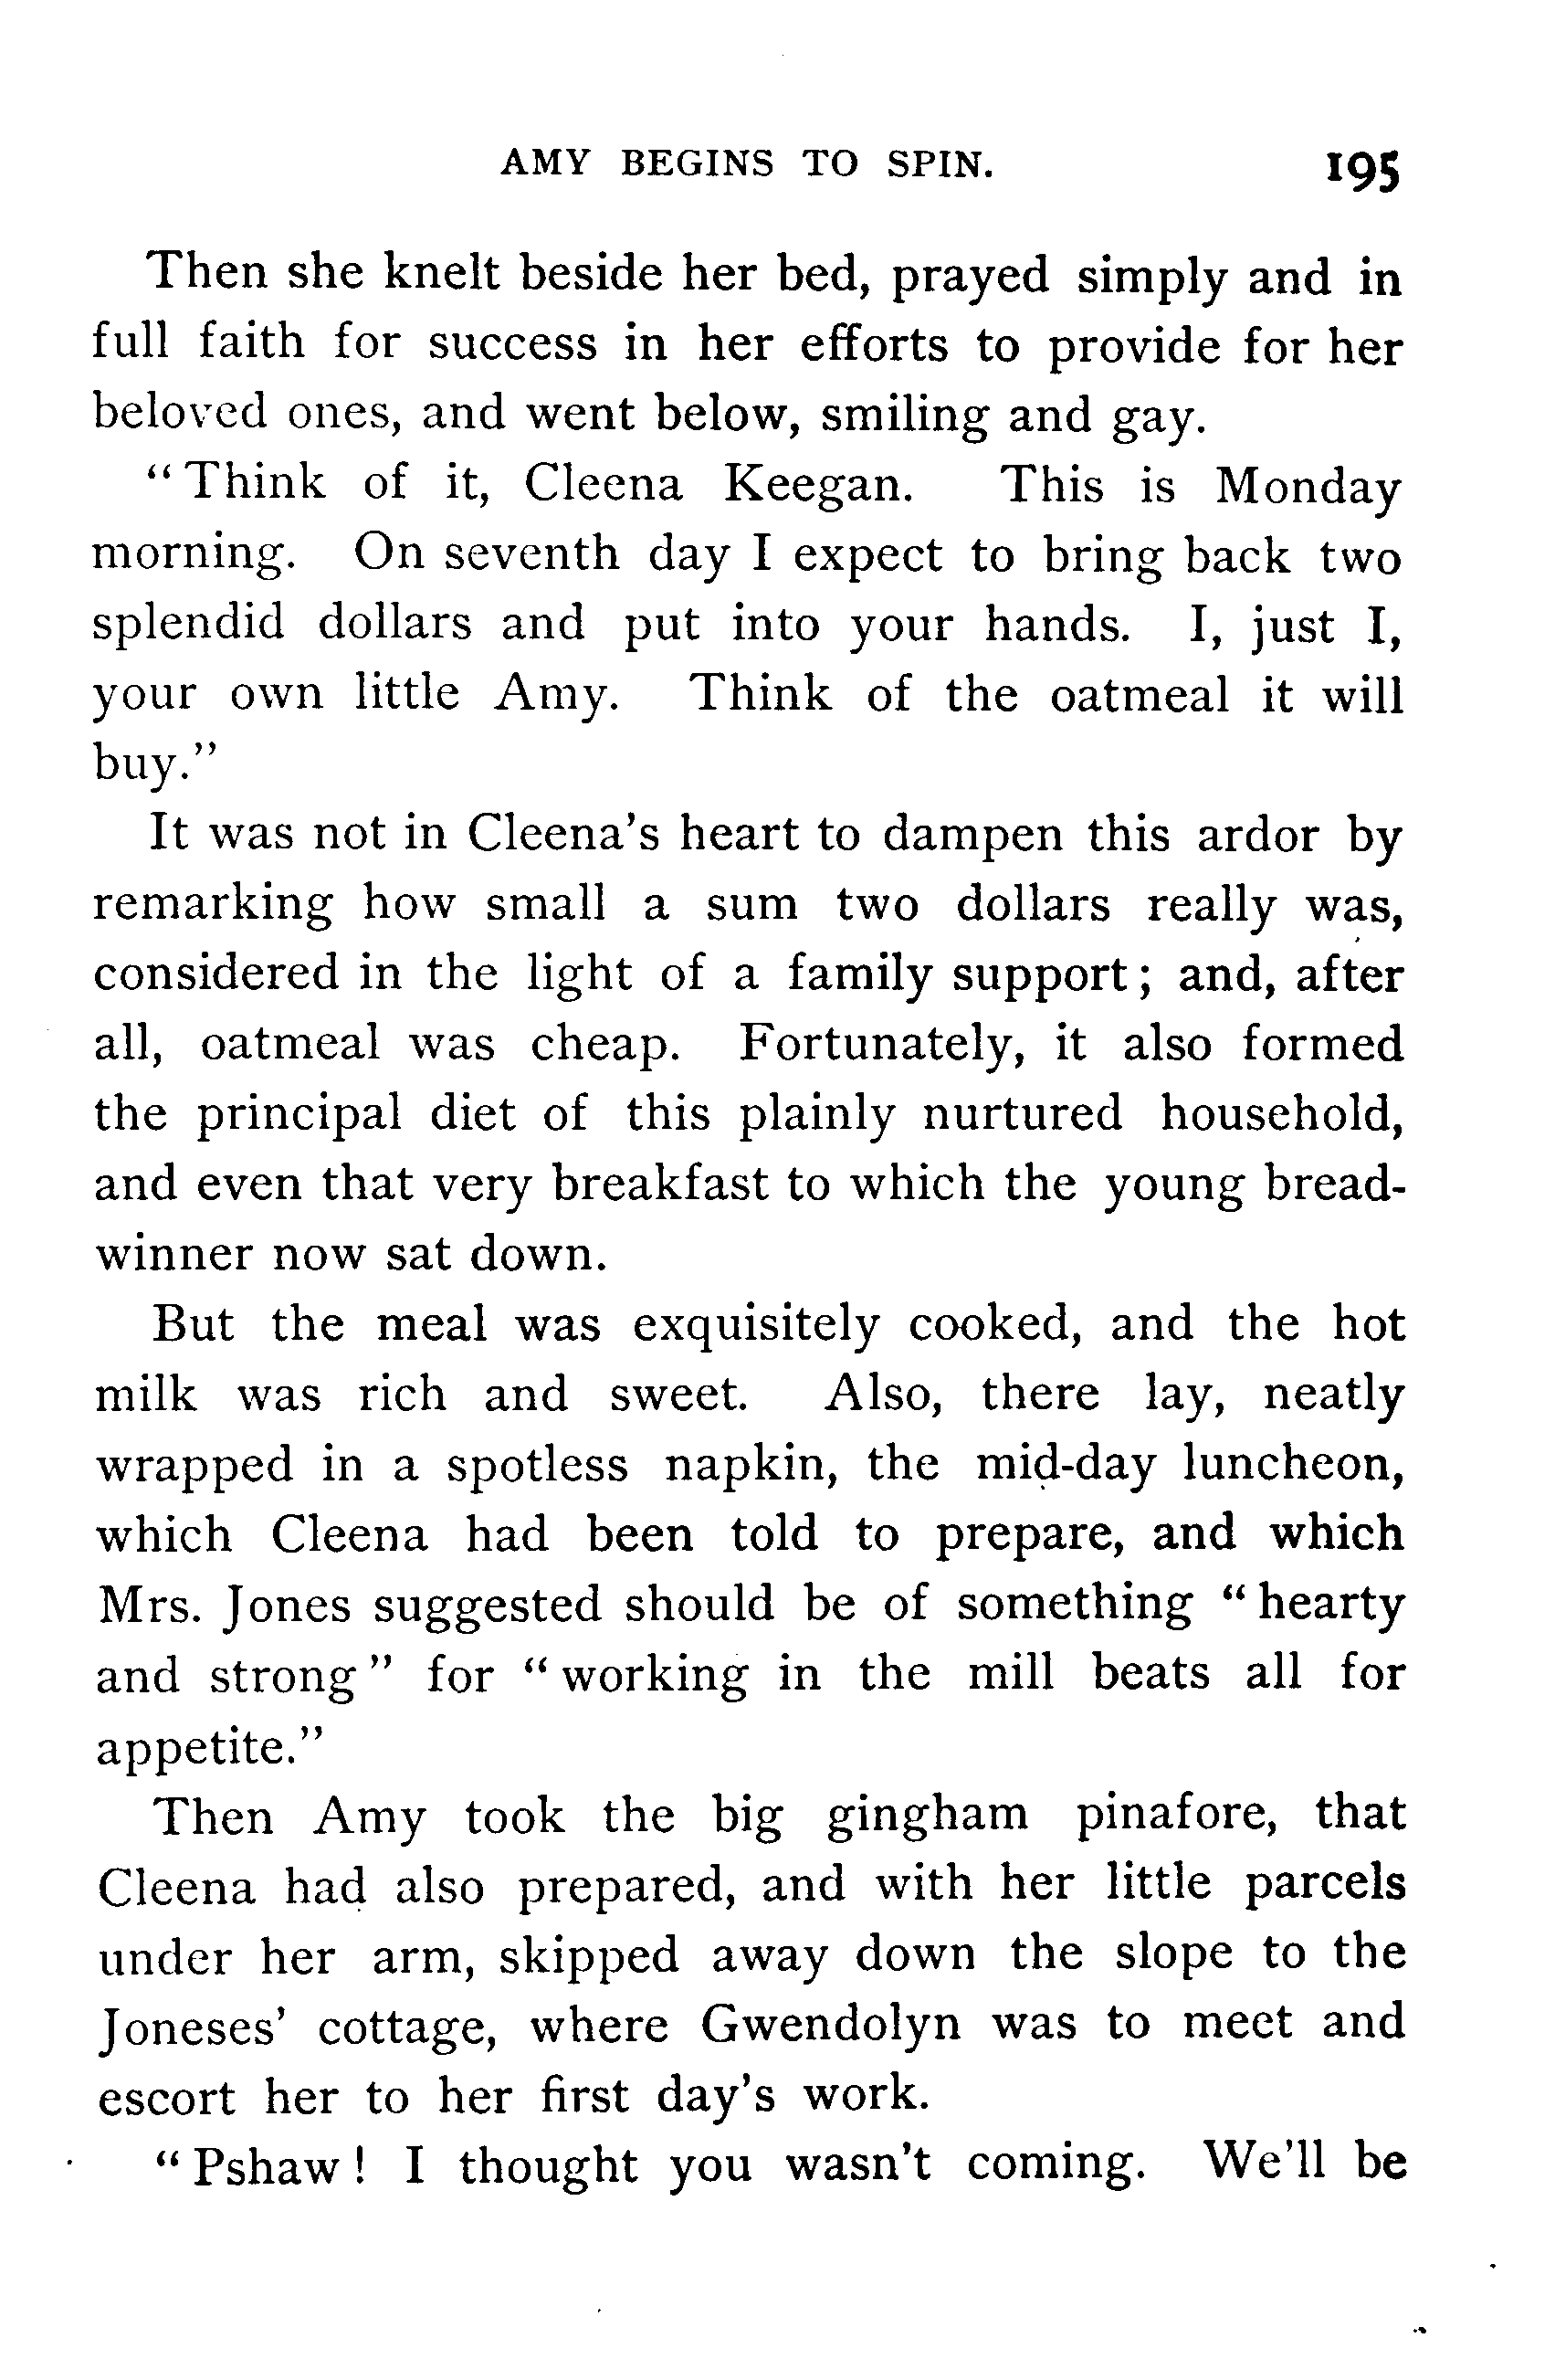 AMY BEGINS TO SPIN. 195
Then she knelt beside her bed, prayed simply and in
full faith for success in her efforts to provide for her
beloved ones, and went below, smiling and gay.
"Think of it, Cleena Keegan. This is Monday
morning. On seventh day I expect to bring back two
splendid dollars and put into your hands. I, just I,
your own little Amy. Think of the oatmeal it will
buy."
It was not in Cleena's heart to dampen this ardor by
remarking how small a sum two dollars really was,
considered in the light of a family support; and, after
all, oatmeal was cheap. Fortunately, it also formed
the principal diet of this plainly nurtured household,
and even that very breakfast to which the young bread-
winner now sat down.
But the meal was exquisitely cooked, and the hot
milk was rich and sweet. Also, there lay, neatly
wrapped in a spotless napkin, the mid-day luncheon,
which Cleena had been told to prepare, and which
Mrs. Jones suggested should be of something "hearty
and strong" for "working in the mill beats all for
appetite."
Then Amy took the big gingham pinafore, that
Cleena had also prepared, and with her little parcels
under her arm, skipped away down the slope to the
Joneses' cottage, where Gwendolyn was to meet and
escort her to her first day's work.
"Pshaw! I thought you wasn't coming. We'll be